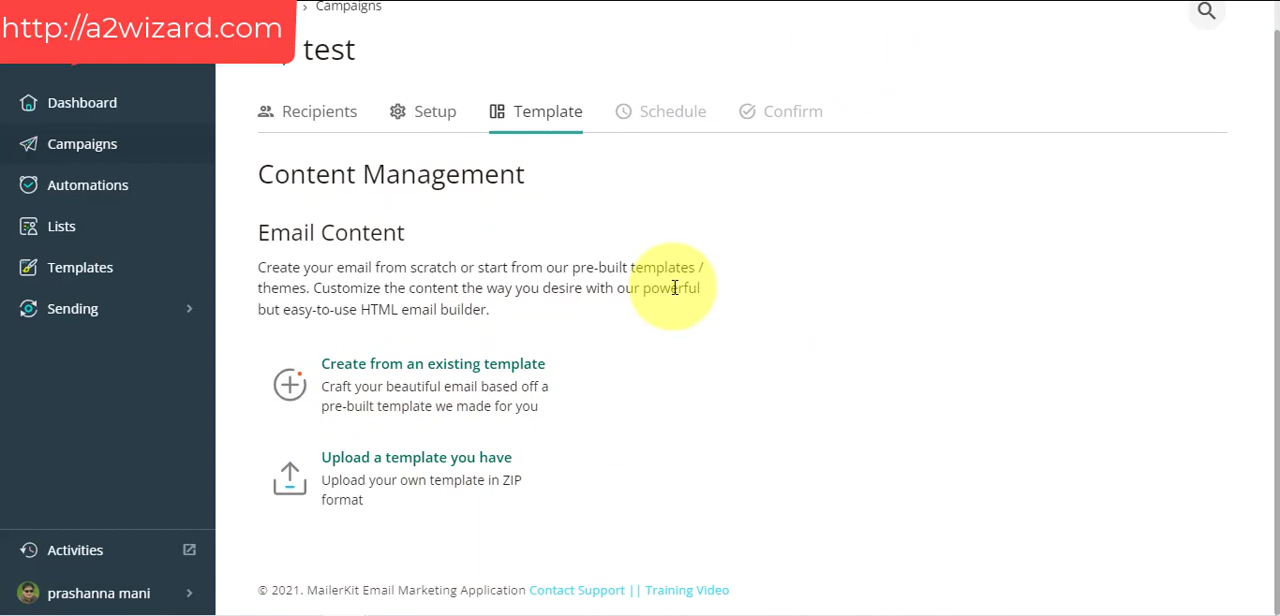 http://a2wizard.com
› Campaigns
test
Dashboard
Campaigns
Automations
Lists
Templates
Sending
Activities
prashanna mani
Recipients
Setup
Template
Schedule
Confirm
Content Management
Email Content
Create your email from scratch or start from our pre-built templates /
themes. Customize the content the way you desire with our powerful
but easy-to-use HTML email builder.
Create from an existing template
Craft your beautiful email based off a
pre-built template we made for you
Upload a template you have
Upload your own template in ZIP
format
© 2021. MailerKit Email Marketing Application Contact Support || Training Video